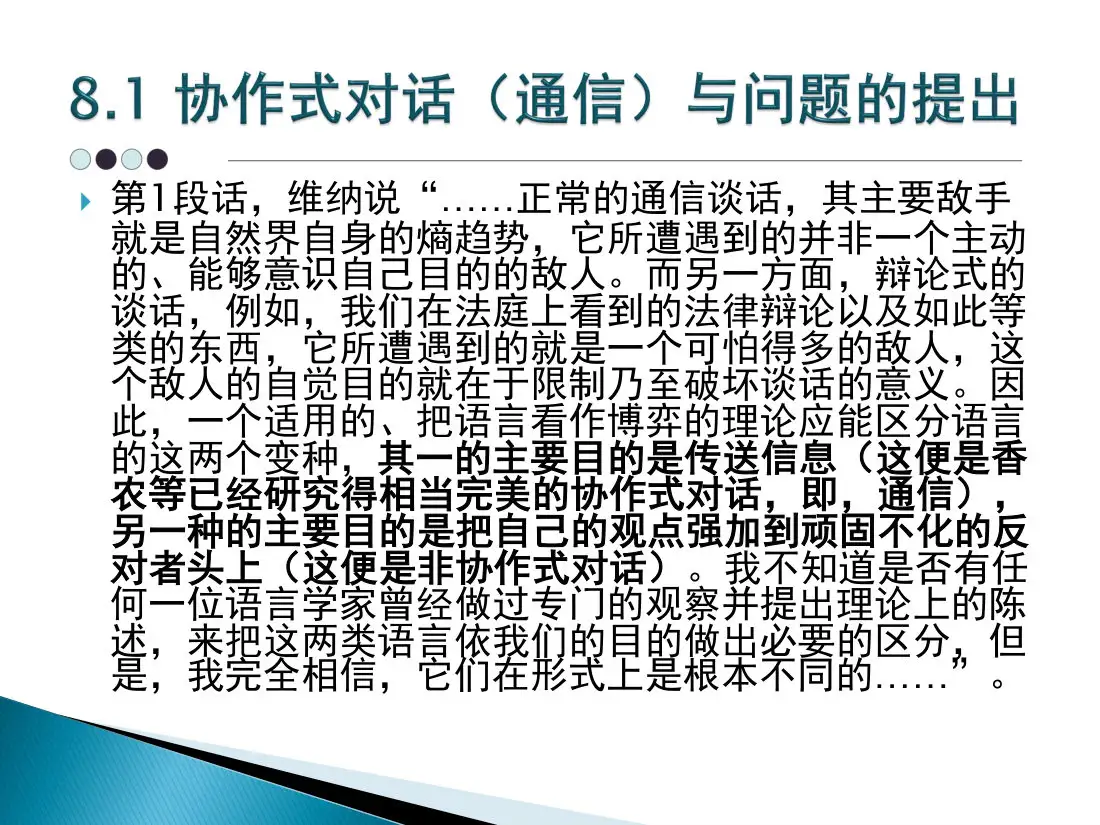 8.1 协作式对话（通信）与问题的提出
第1段话，维纳说“……正常的通信谈话，其主要敌手
就是自然界自身的熵趋势，它所遭遇到的并非一个主动
的、能够意识自己目的的敌人。而另一方面，辩论式的
谈话，例如，我们在法庭上看到的法律辩论以及如此等
类的东西，它所遭遇到的就是一个可怕得多的敌人，这
个敌人的自觉目的就在于限制乃至破坏谈话的意义。因
此，一个适用的、把语言看作博弈的理论应能区分语言
的这两个变种，其一的主要目的是传送信息（这便是香
农等已经研究得相当完美的协作式对话，即，通信），
另一种的主要目的是把自己的观点强加到顽固不化的反
对者头上（这便是非协作式对话）。我不知道是否有任
何一位语言学家曾经做过专门的观察并提出理论上的陈
述，来把这两类语言依我们的目的做出必要的区分，但
是，我完全相信，它们在形式上是根本不同的……”。